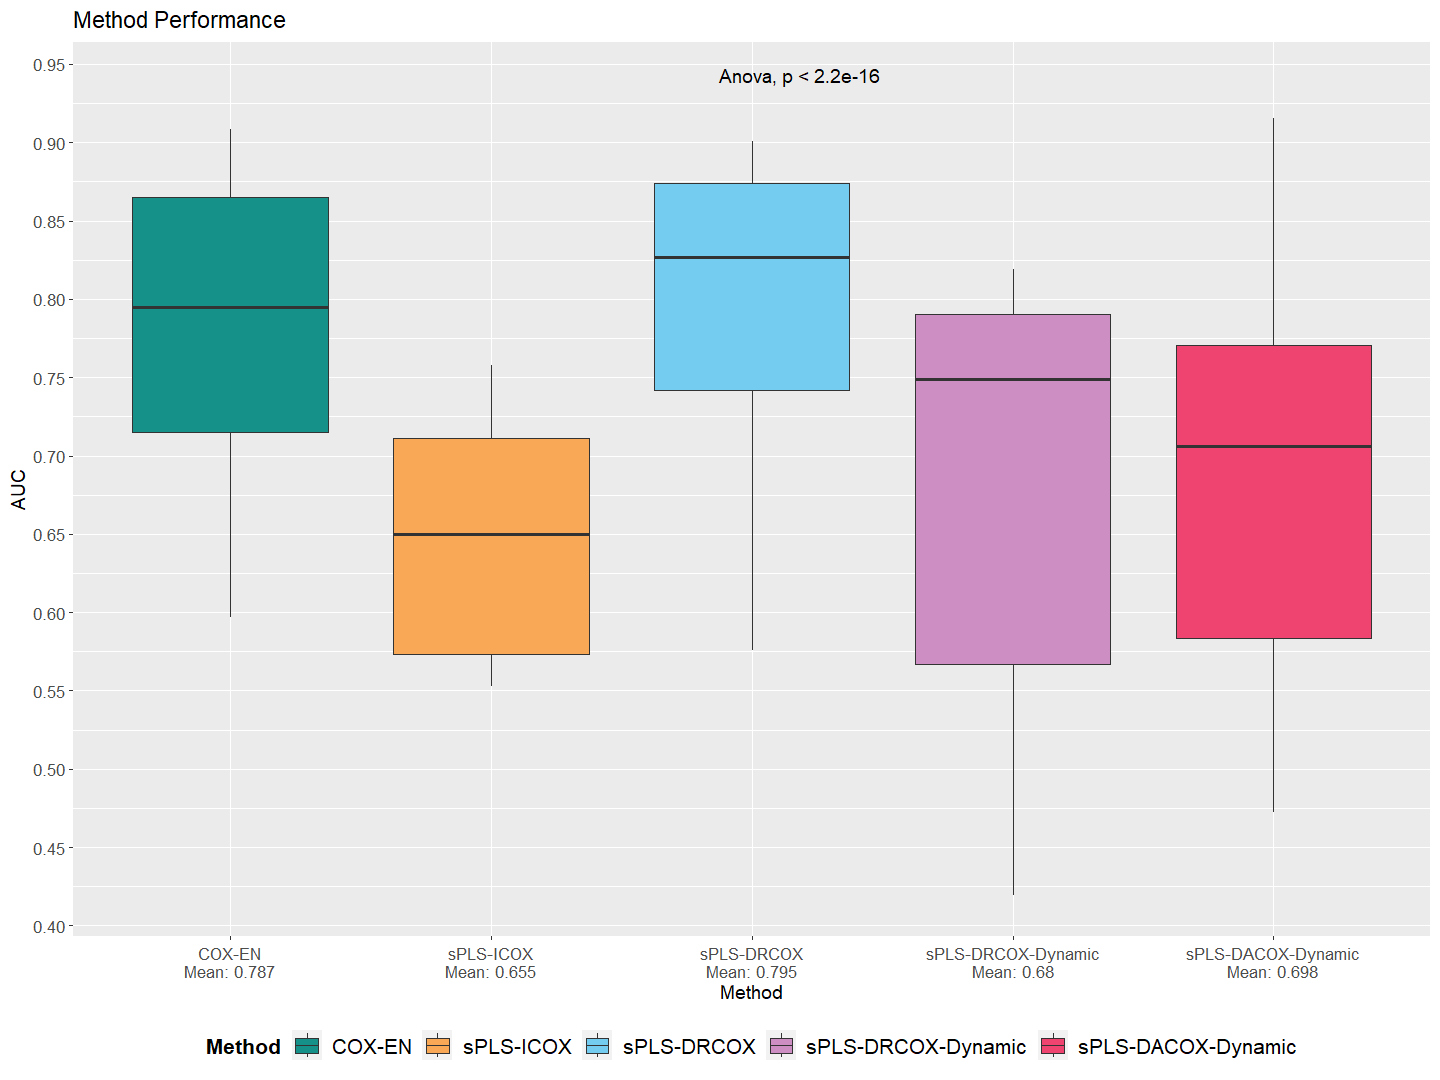 Method Performance
Anova, p < 2.2e-16
AUC
0.95
0.90
0.85
0.80
0.75
0.70
0.65
0.60
0.55
0.50
0.45
0.40
COX-EN
Mean: 0.787
sPLS-ICOX
Mean: 0.655
sPLS-DRCOX
Mean: 0.795
sPLS-DRCOX-Dynamic
Mean: 0.68
sPLS-DACOX-Dynamic
Mean: 0.698
Method
Method COX-EN sPLS-ICOX sPLS-DRCOX sPLS-DRCOX-Dynamic sPLS-DACOX-Dynamic